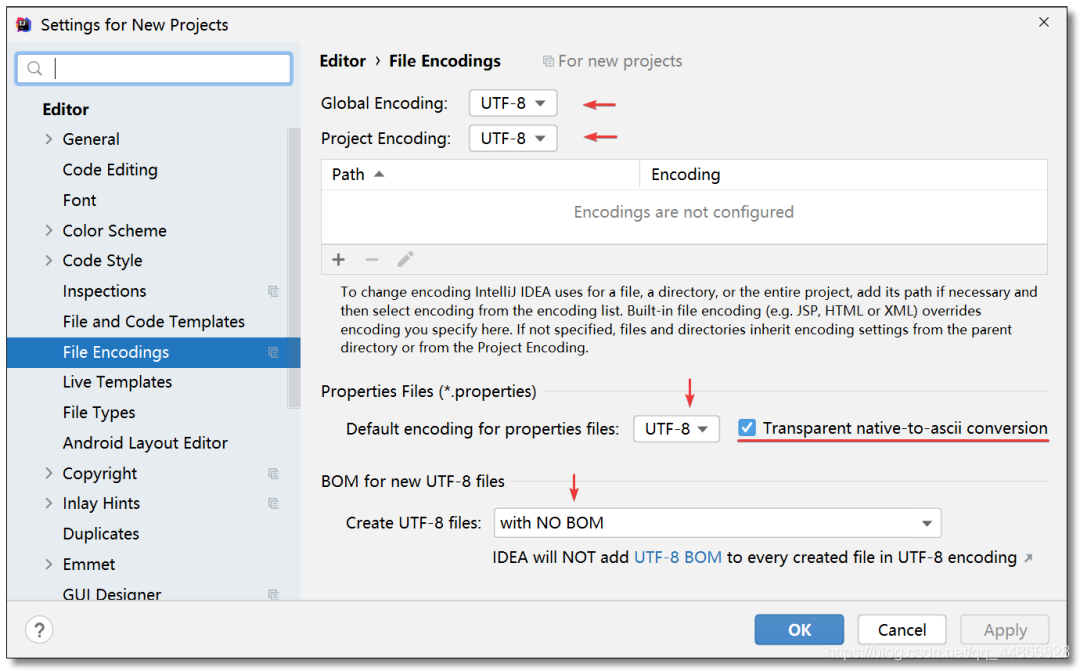 Settings for New Projects
Editor
General
Code Editing
Font
Color Scheme
Code Style
Inspections
File and Code Templates
File Encodings
Live Templates
File Types
Android Layout Editor
Copyright
Inlay Hints
Duplicates
Emmet
GUI Designer
Editor › File Encodings For new projects
Global Encoding: UTF-8
Project Encoding: UTF-8
Path Encoding
Encodings are not configured
To change encoding IntelliJ IDEA uses for a file, a directory, or the entire project, add its path if necessary and
then select encoding from the encoding list. Built-in file encoding (e.g. JSP, HTML or XML) overrides
encoding you specify here. If not specified, files and directories inherit encoding settings from the parent
directory or from the Project Encoding.
Properties Files (*.properties)
Default encoding for properties files: UTF-8 Transparent native-to-ascii conversion
BOM for new UTF-8 files
Create UTF-8 files: with NO BOM
IDEA will NOT add UTF-8 BOM to every created file in UTF-8 encoding
? OK Cancel Apply
https://blog.csdn.net/qq_44866828